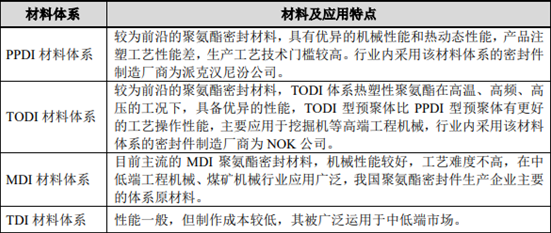 材料体系 材料及应用特点
较为前沿的聚氨酯密封材料，具有优异的机械性能和热动态性能，产品注
PPDI 材料体系 塑工艺性能差，生产工艺技术门槛较高。行业内采用该材料体系的密封件
制造厂商为派克汉尼汾公司。
较为前沿的聚氨酯密封材料，TODI 体系热塑性聚氨酯在高温、高频、高
压的工况下，具备优异的性能，TODI 型预聚体比 PPDI 型预聚体有更好
TODI 材料体系
的工艺操作性能，主要应用于挖掘机等高端工程机械，行业内采用该材料
体系的密封件制造厂商为 NOK 公司。
目前主流的 MDI 聚氨酯密封材料，机械性能较好，工艺难度不高，在中
MDI 材料体系 低端工程机械、煤矿机械行业应用广泛，我国聚氨酯密封件生产企业主要
的体系原材料。
TDI 材料体系 性能一般，但制作成本较低，其被广泛运用于中低端市场。